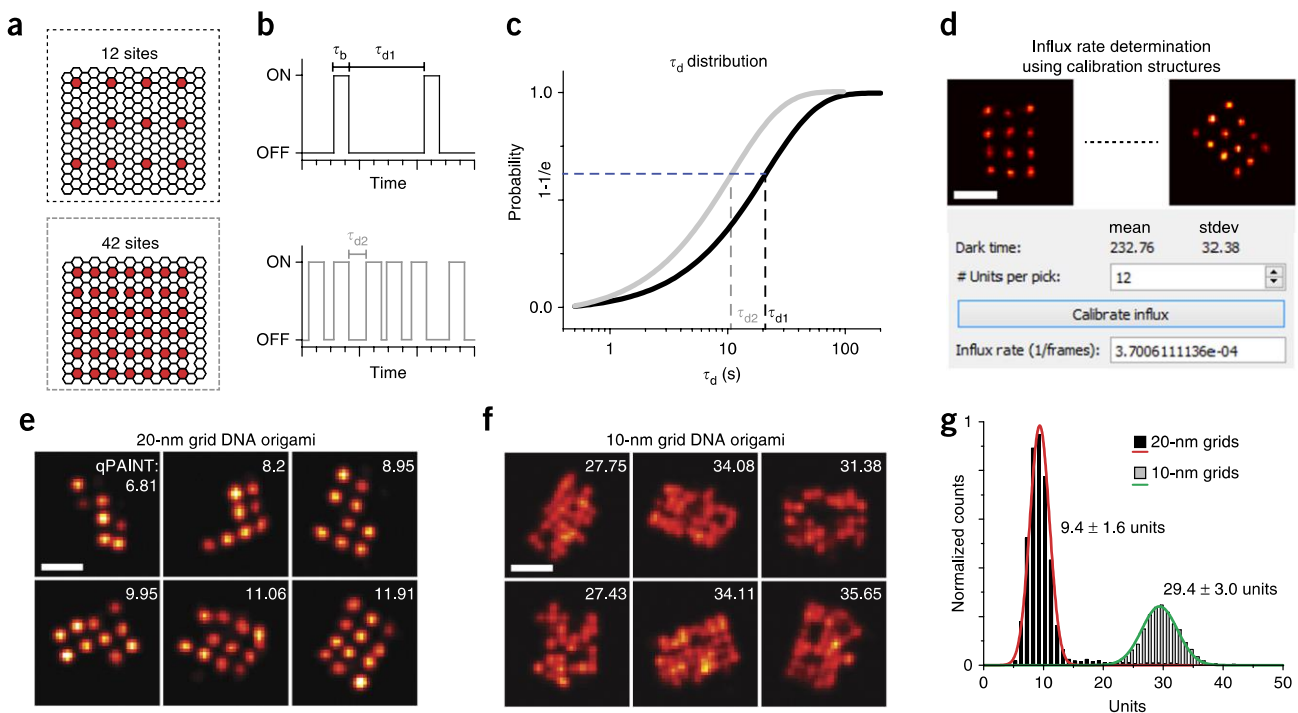 a
12 sites
42 sites
b
τb
τd1
ON
OFF
Time
τd2
ON
OFF
Time
c
τd distribution
Probability
1.0
1-1/e
0.0
τd2
τd1
1
10
100
τd (s)
d
Influx rate determination
using calibration structures
mean stdev
Dark time: 232.76 32.38
# Units per pick: 12
Calibrate influx
Influx rate (1/frames): 3.7006111136e-04
e
20-nm grid DNA origami
qPAINT:
6.81
8.2
8.95
9.95
11.06
11.91
f
10-nm grid DNA origami
27.75
34.08
31.38
27.43
34.11
35.65
g
Normalized counts
1
0
20-nm grids
10-nm grids
9.4 ± 1.6 units
29.4 ± 3.0 units
0 10 20 30 40 50
Units